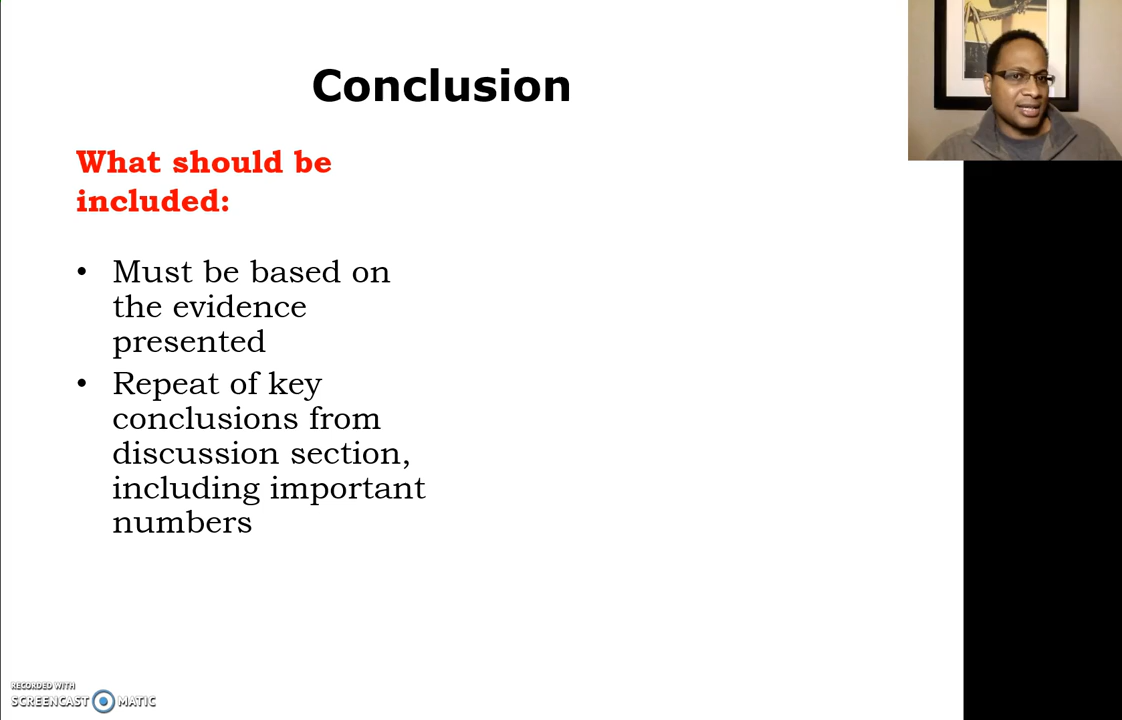 Conclusion
What should be
included:
• Must be based on
the evidence
presented
• Repeat of key
conclusions from
discussion section,
including important
numbers
RECORDED WITH
SCREENCAST MATIC